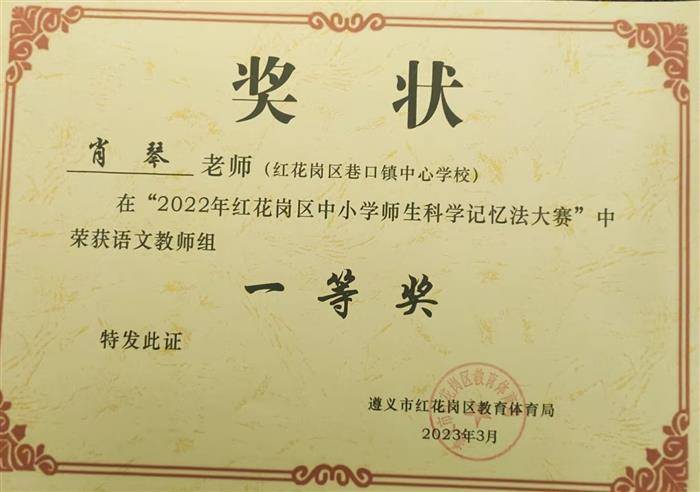 奖状
肖琴 老师（红花岗区巷口镇中心学校）
在“2022年红花岗区中小学师生科学记忆法大赛”中
荣获语文教师组
一等奖
特发此证
遵义市红花岗区教育体育局
2023年3月